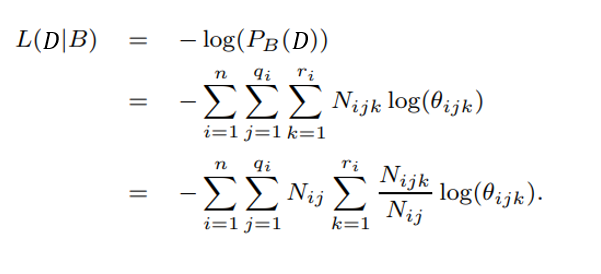 L(D|B) = − log(P_B(D))
= − ∑_{i=1}^{n} ∑_{j=1}^{q_i} ∑_{k=1}^{r_i} N_{ijk} log(θ_{ijk})
= − ∑_{i=1}^{n} ∑_{j=1}^{q_i} N_{ij} ∑_{k=1}^{r_i} \frac{N_{ijk}}{N_{ij}} log(θ_{ijk}).